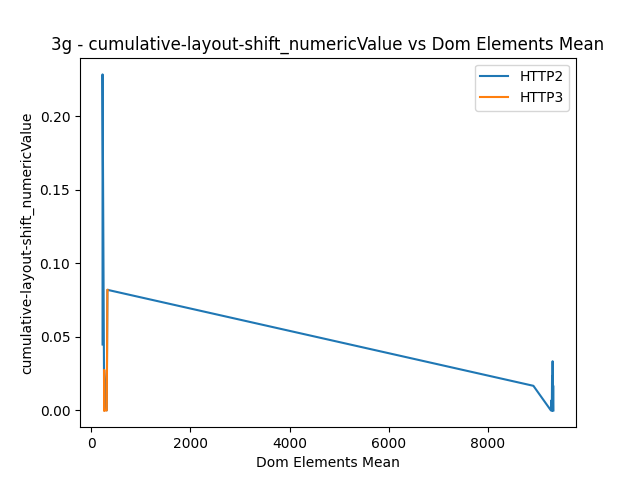 3g - cumulative-layout-shift_numericValue vs Dom Elements Mean
HTTP2
HTTP3
cumulative-layout-shift_numericValue
0.20
0.15
0.10
0.05
0.00
0
2000
4000
6000
8000
Dom Elements Mean